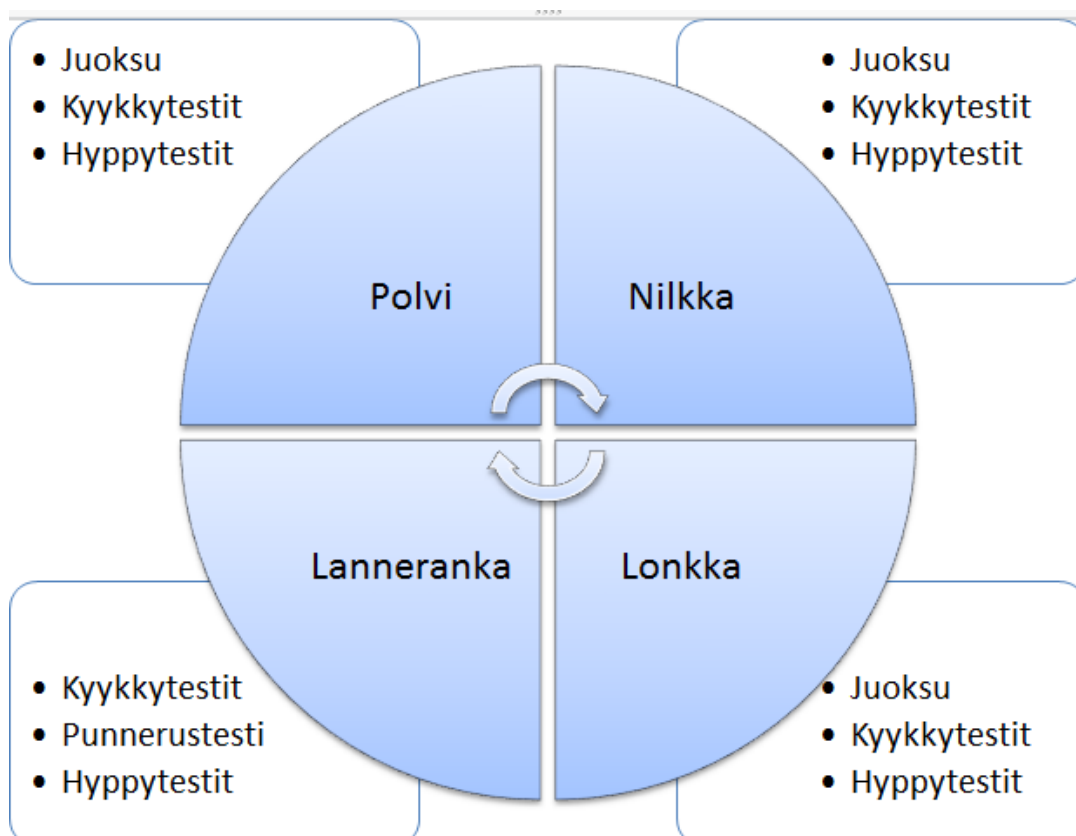 • Juoksu
• Kyykkytestit
• Hyppytestit
• Juoksu
• Kyykkytestit
• Hyppytestit
Polvi
Nilkka
Lanneranka
Lonkka
• Kyykkytestit
• Punnerustesti
• Hyppytestit
• Juoksu
• Kyykkytestit
• Hyppytestit